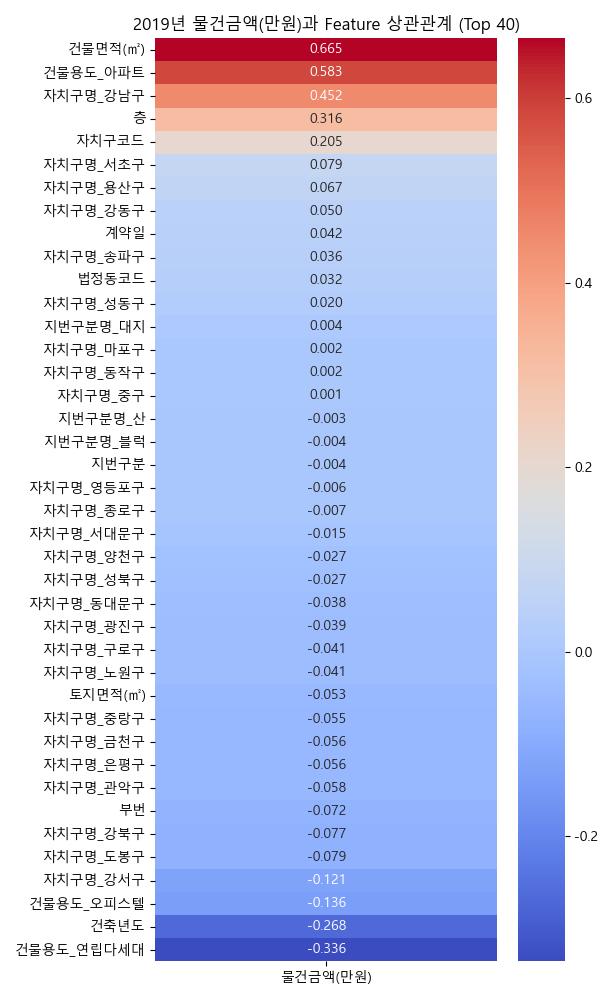 2019년 물건금액(만원)과 Feature 상관관계 (Top 40)
건물면적(㎡) 0.665
건물용도_아파트 0.583
자치구명_강남구 0.452
층 0.316
자치구코드 0.205
자치구명_서초구 0.079
자치구명_용산구 0.067
자치구명_강동구 0.050
계약일 0.042
자치구명_송파구 0.036
법정동코드 0.032
자치구명_성동구 0.020
지번구분명_대지 0.004
자치구명_마포구 0.002
자치구명_동작구 0.002
자치구명_중구 0.001
지번구분명_산 -0.003
지번구분명_블럭 -0.004
지번구분 -0.004
자치구명_영등포구 -0.006
자치구명_종로구 -0.007
자치구명_서대문구 -0.015
자치구명_양천구 -0.027
자치구명_성북구 -0.027
자치구명_동대문구 -0.038
자치구명_광진구 -0.039
자치구명_구로구 -0.041
자치구명_노원구 -0.041
토지면적(㎡) -0.053
자치구명_중랑구 -0.055
자치구명_금천구 -0.056
자치구명_은평구 -0.056
자치구명_관악구 -0.058
부번 -0.072
자치구명_강북구 -0.077
자치구명_도봉구 -0.079
자치구명_강서구 -0.121
건물용도_오피스텔 -0.136
건축년도 -0.268
건물용도_연립다세대 -0.336
물건금액(만원)
0.6
0.4
0.2
0.0
-0.2